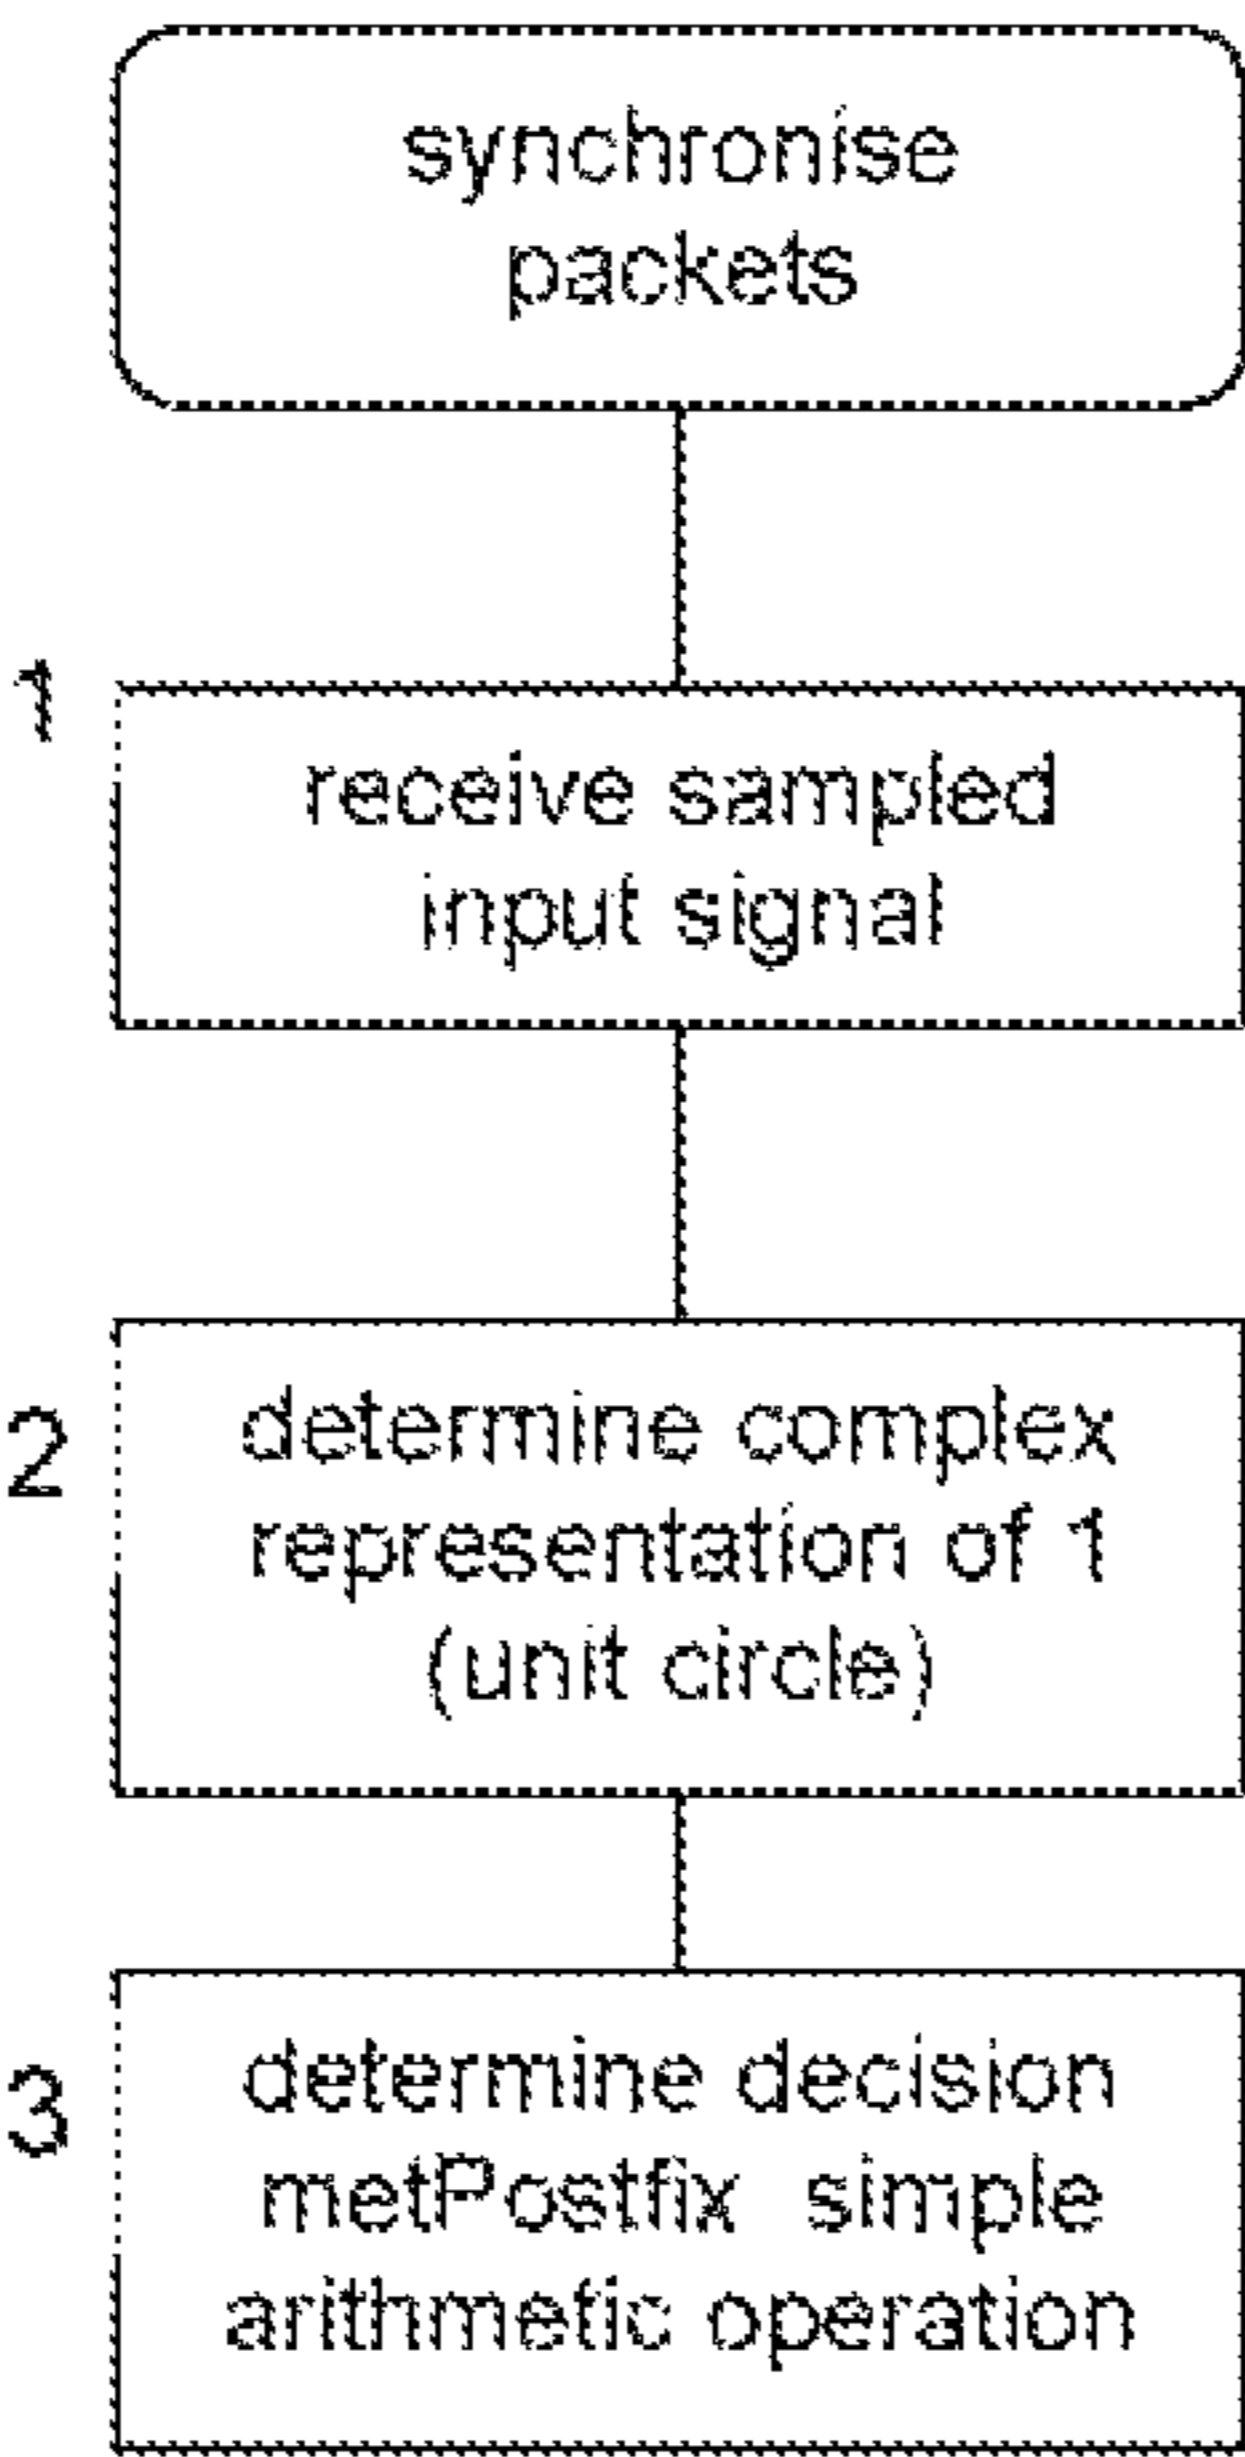 synchronise
packets
1
receive sampled
input signal
2
determine complex
representation of 1
(unit circle)
3
determine decision
metPostfix simple
arithmetic operation